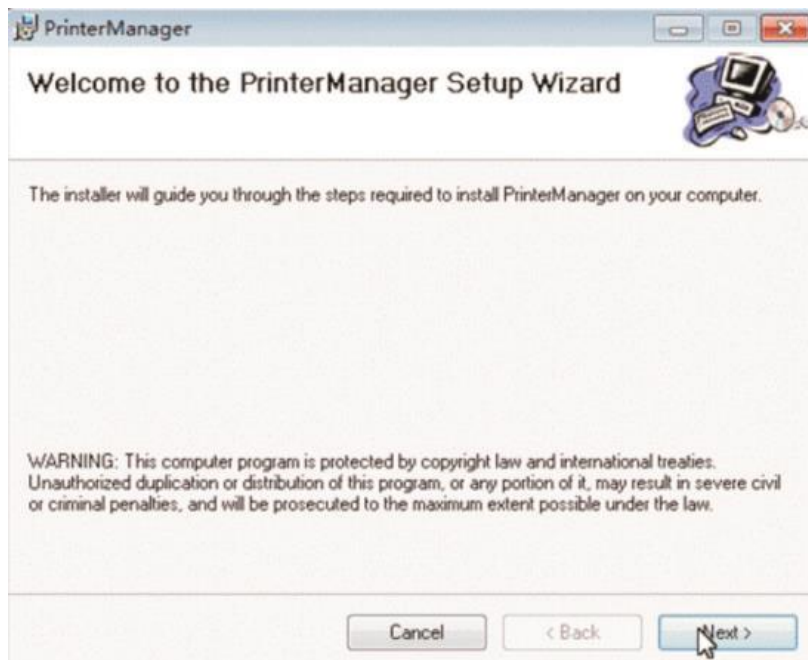 PrinterManager
Welcome to the PrinterManager Setup Wizard
The installer will guide you through the steps required to install PrinterManager on your computer.
WARNING: This computer program is protected by copyright law and international treaties.
Unauthorized duplication or distribution of this program, or any portion of it, may result in severe civil
or criminal penalties, and will be prosecuted to the maximum extent possible under the law.
Cancel < Back Next >